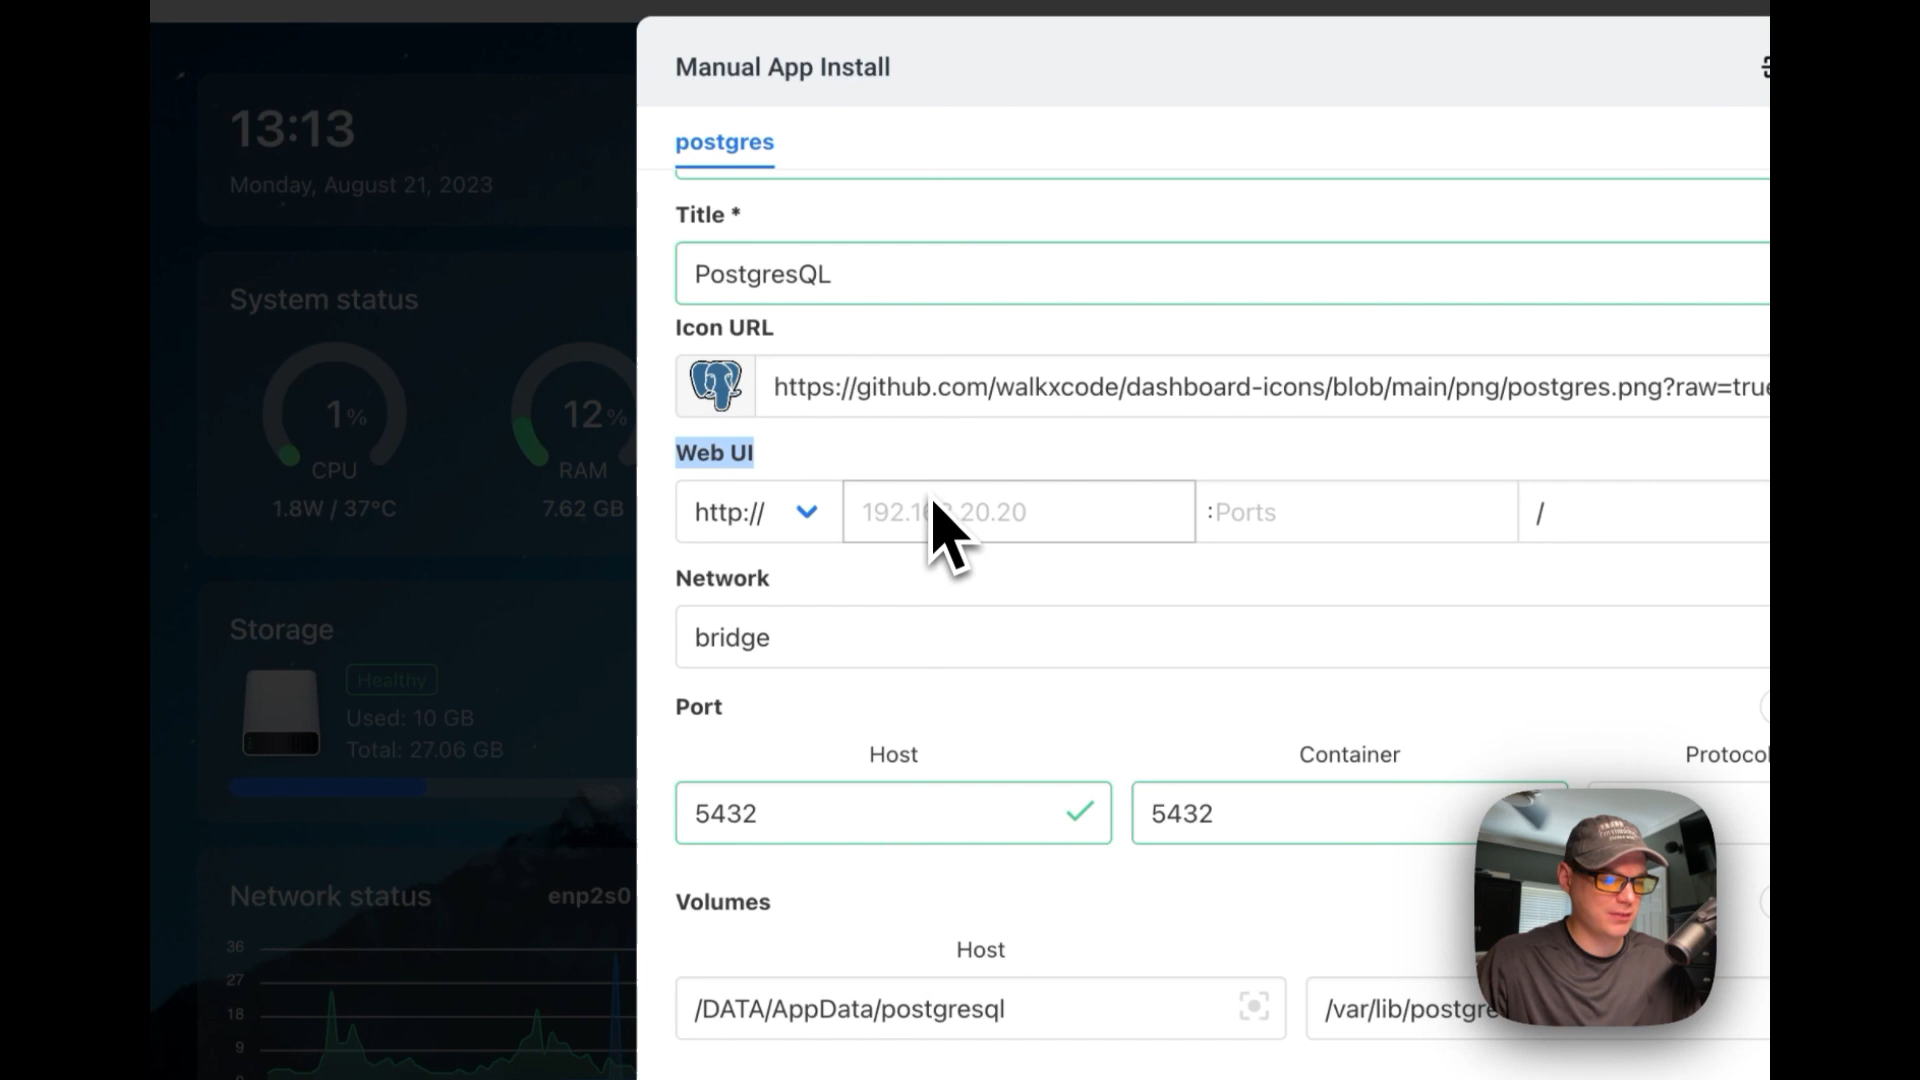 Manual App Install
postgres
13:13
Monday, August 21, 2023
Title *
PostgresQL
System status
Icon URL
https://github.com/walkxcode/dashboard-icons/blob/main/png/postgres.png?raw=true
1%
12%
CPU
RAM
1.8W / 37°C
7.62 GB
Web UI
http://
:Ports
/
Network
bridge
Storage
Healthy
Used: 10 GB
Total: 27.06 GB
Port
Host
Container
Protocol
5432
5432
Network status
enp2s0
Volumes
36
27
18
9
Host
/DATA/AppData/postgresql